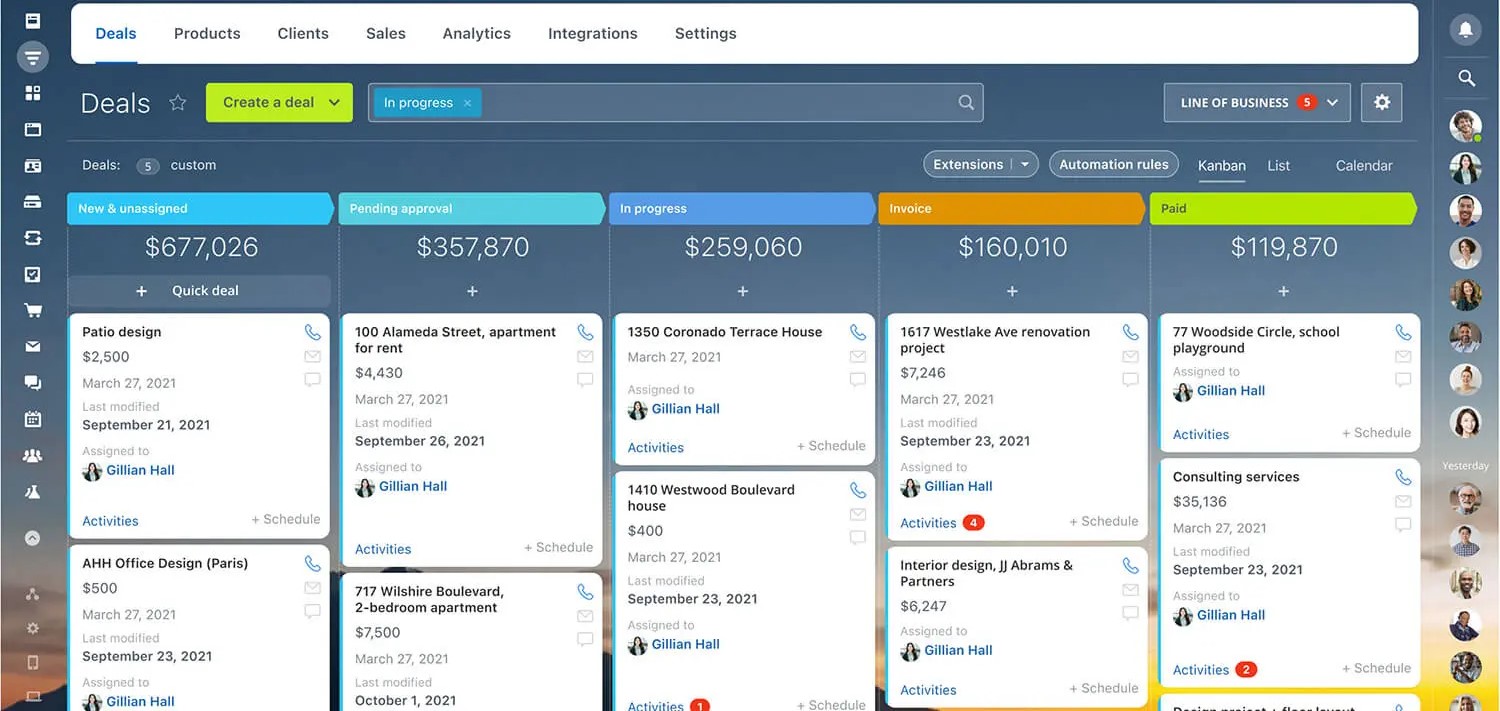 Deals
Products
Clients
Sales
Analytics
Integrations
Settings
Deals
Create a deal
In progress ×
LINE OF BUSINESS 5
Deals: 5 custom
Extensions
Automation rules
Kanban
List
Calendar
New & unassigned
$677,026
+ Quick deal
Patio design
$2,500
March 27, 2021
Last modified
September 21, 2021
Assigned to
Gillian Hall
Activities
+ Schedule
AHH Office Design (Paris)
$500
March 27, 2021
Last modified
September 23, 2021
Assigned to
Gillian Hall
Pending approval
$357,870
+
100 Alameda Street, apartment
for rent
$4,430
March 27, 2021
Last modified
September 26, 2021
Assigned to
Gillian Hall
Activities
+ Schedule
717 Wilshire Boulevard,
2-bedroom apartment
$7,500
March 27, 2021
Last modified
October 1, 2021
In progress
$259,060
+
1350 Coronado Terrace House
March 27, 2021
Assigned to
Gillian Hall
Activities
+ Schedule
1410 Westwood Boulevard
house
$400
March 27, 2021
Last modified
September 23, 2021
Assigned to
Gillian Hall
Activities 1
+ Schedule
Invoice
$160,010
+
1617 Westlake Ave renovation
project
$7,246
March 27, 2021
Last modified
September 23, 2021
Assigned to
Gillian Hall
Activities 4
+ Schedule
Interior design, JJ Abrams &
Partners
$6,247
Assigned to
Gillian Hall
Activities
+ Schedule
Paid
$119,870
+
77 Woodside Circle, school
playground
Assigned to
Gillian Hall
Activities
+ Schedule
Consulting services
$35,136
March 27, 2021
Last modified
September 23, 2021
Assigned to
Gillian Hall
Activities 2
+ Schedule
Design project + floor layout
Yesterday